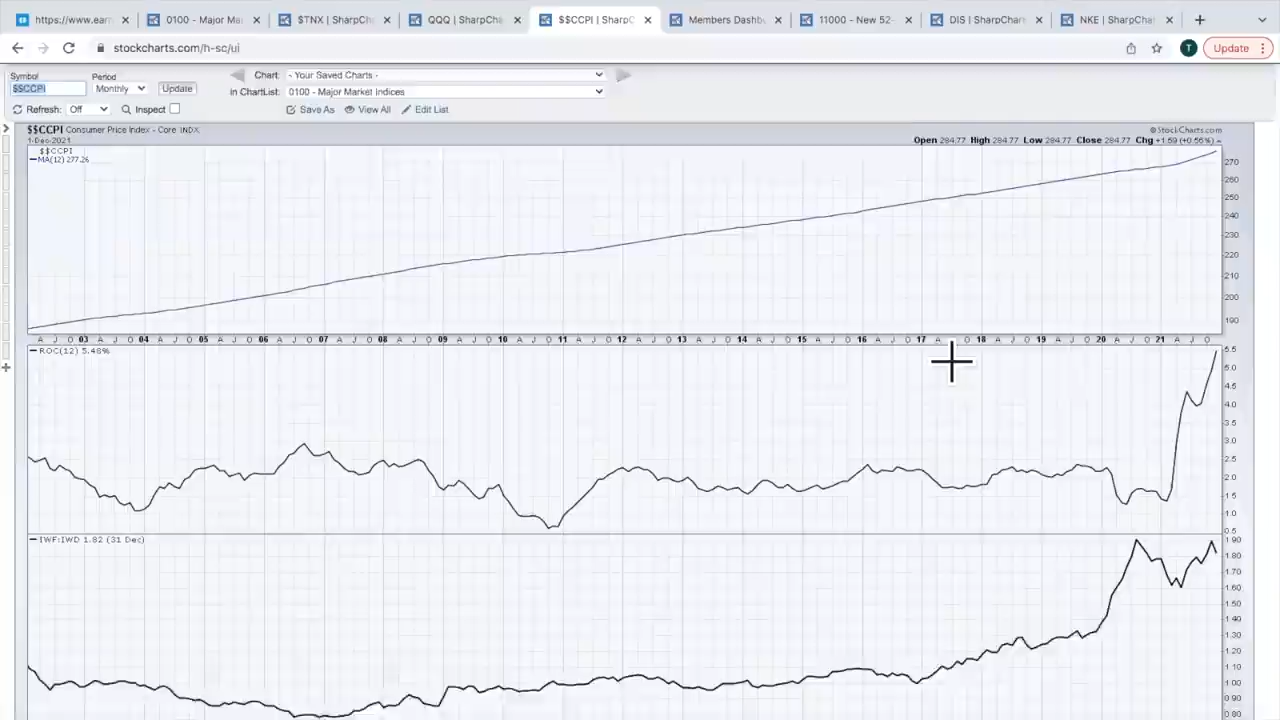 https://www.earn
0100 - Major Mar
$TNX | SharpCha
QQQ | SharpCha
$$CCPI | SharpC
Members Dashbo
11000 - New 52-
DIS | SharpChart
NKE | SharpChar
stockcharts.com/h-sc/ui
T
Update
Symbol
Period
Chart:
- Your Saved Charts -
$$CCPI
Monthly
Update
in ChartList:
0100 - Major Market Indices
Refresh:
Off
Inspect
Save As
View All
Edit List
$$CCPI Consumer Price Index - Core INDX
© StockCharts.com
1-Dec-2021
Open 284.77 High 284.77 Low 284.77 Close 284.77 Chg +1.59 (+0.56%)
$$CCPI
MA(12) 277.26
270
260
250
240
230
220
210
200
190
A J O 03 A J O 04 A J O 05 A J O 06 A J O 07 A J O 08 A J O 09 A J O 10 A J O 11 A J O 12 A J O 13 A J O 14 A J O 15 A J O 16 A J O 17 A J O 18 A J O 19 A J O 20 A J O 21 A J O
ROC(12) 5.48%
5.5
5.0
4.5
4.0
3.5
3.0
2.5
2.0
1.5
1.0
0.5
IWF:IWD 1.82 (31 Dec)
1.90
1.80
1.70
1.60
1.50
1.40
1.30
1.20
1.10
1.00
0.90
0.80